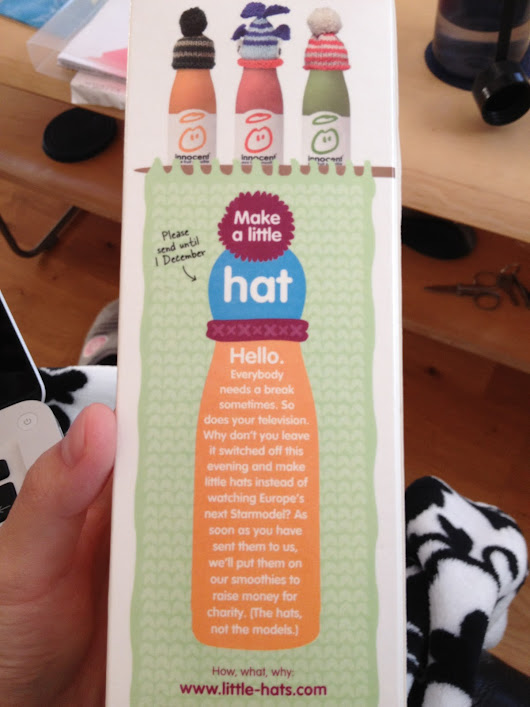 innocent
innocent
innocent
Make
a little
Please
send until
1 December
hat
Hello.
Everybody
needs a break
sometimes. So
does your television.
Why don't you leave
it switched off this
evening and make
little hats instead of
watching Europe's
next Starmodel? As
soon as you have
sent them to us,
we'll put them on
our smoothies to
raise money for
charity. (The hats,
not the models.)
How, what, why:
www.little-hats.com